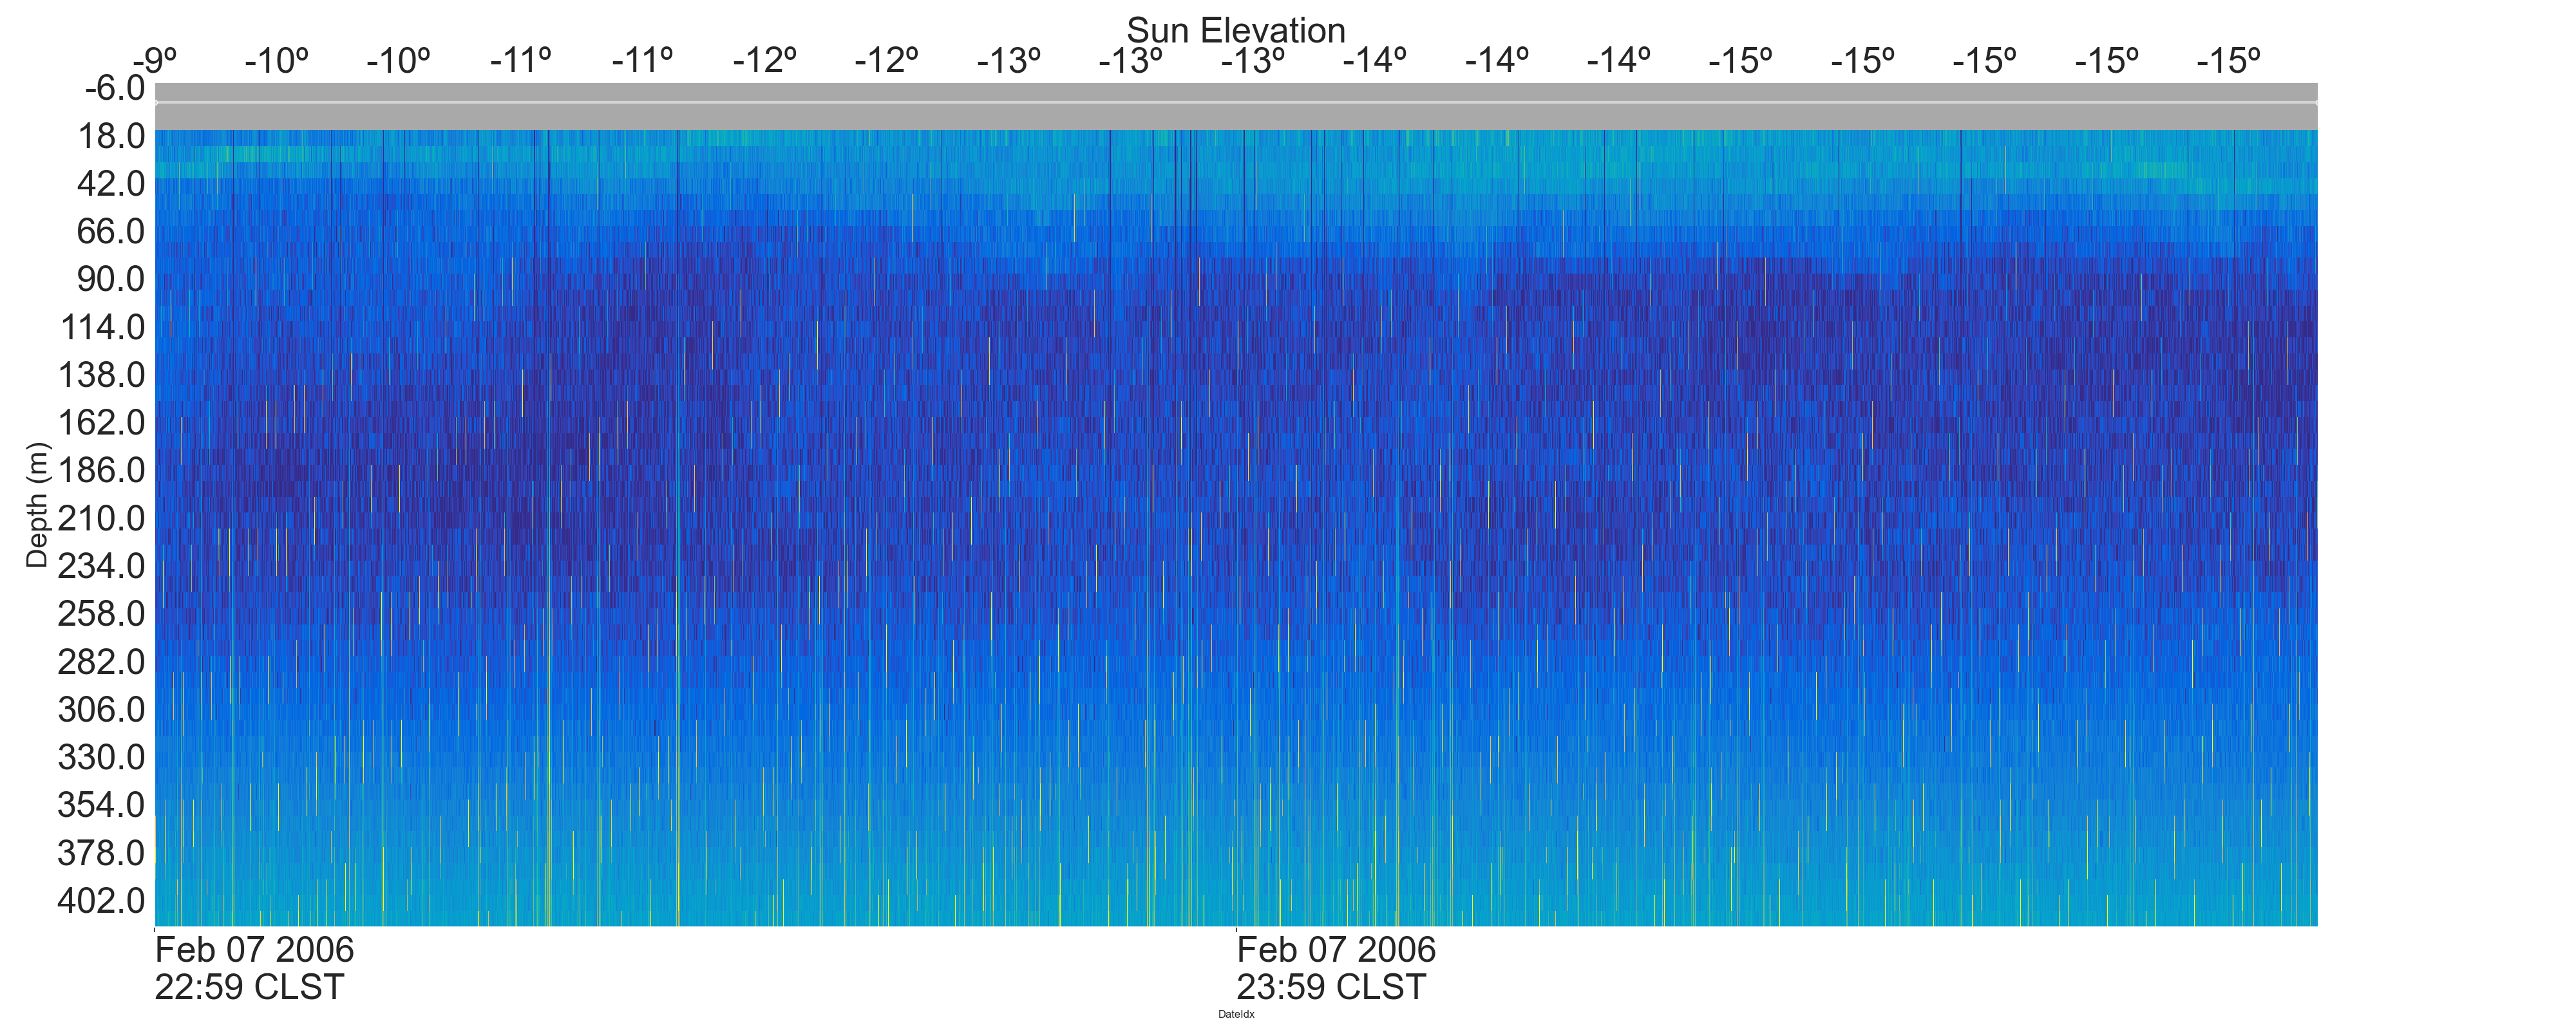 Sun Elevation
-9º -10º -10º -11º -11º -12º -12º -13º -13º -13º -14º -14º -14º -15º -15º -15º -15º -15º
-6.0
18.0
42.0
66.0
90.0
114.0
138.0
162.0
186.0
210.0
234.0
258.0
282.0
306.0
330.0
354.0
378.0
402.0
Depth (m)
Feb 07 2006
22:59 CLST
Feb 07 2006
23:59 CLST
DateIdx